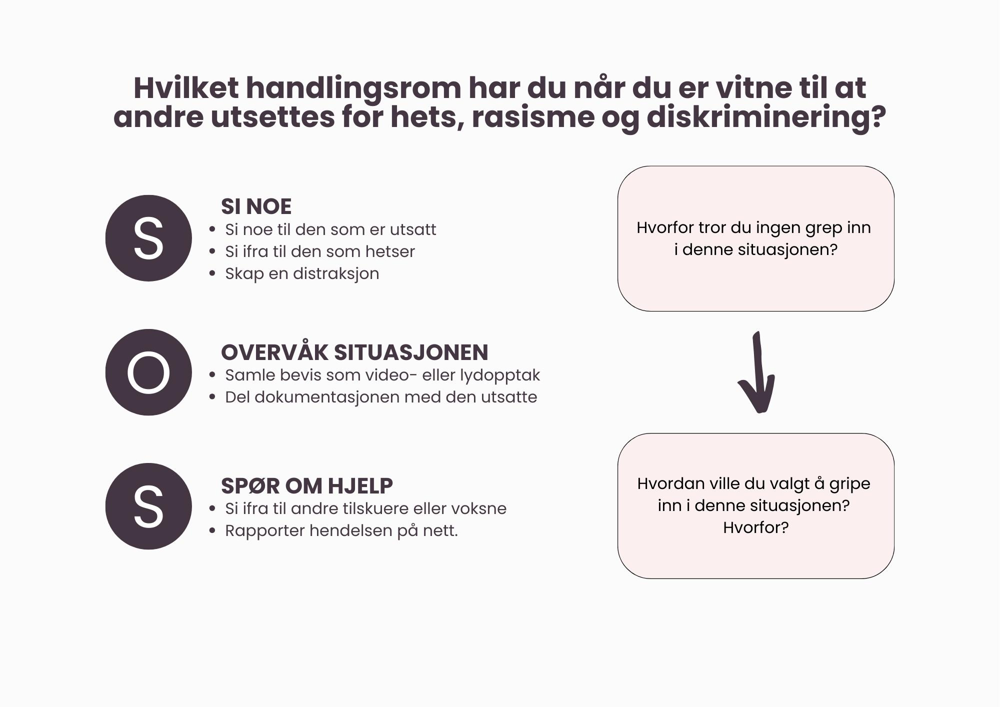 Hvilket handlingsrom har du når du er vitne til at
andre utsettes for hets, rasisme og diskriminering?
S
SI NOE
• Si noe til den som er utsatt
• Si ifra til den som hetser
• Skap en distraksjon
O
OVERVÅK SITUASJONEN
• Samle bevis som video- eller lydopptak
• Del dokumentasjonen med den utsatte
S
SPØR OM HJELP
• Si ifra til andre tilskuere eller voksne
• Rapporter hendelsen på nett.
Hvorfor tror du ingen grep inn
i denne situasjonen?
Hvordan ville du valgt å gripe
inn i denne situasjonen?
Hvorfor?